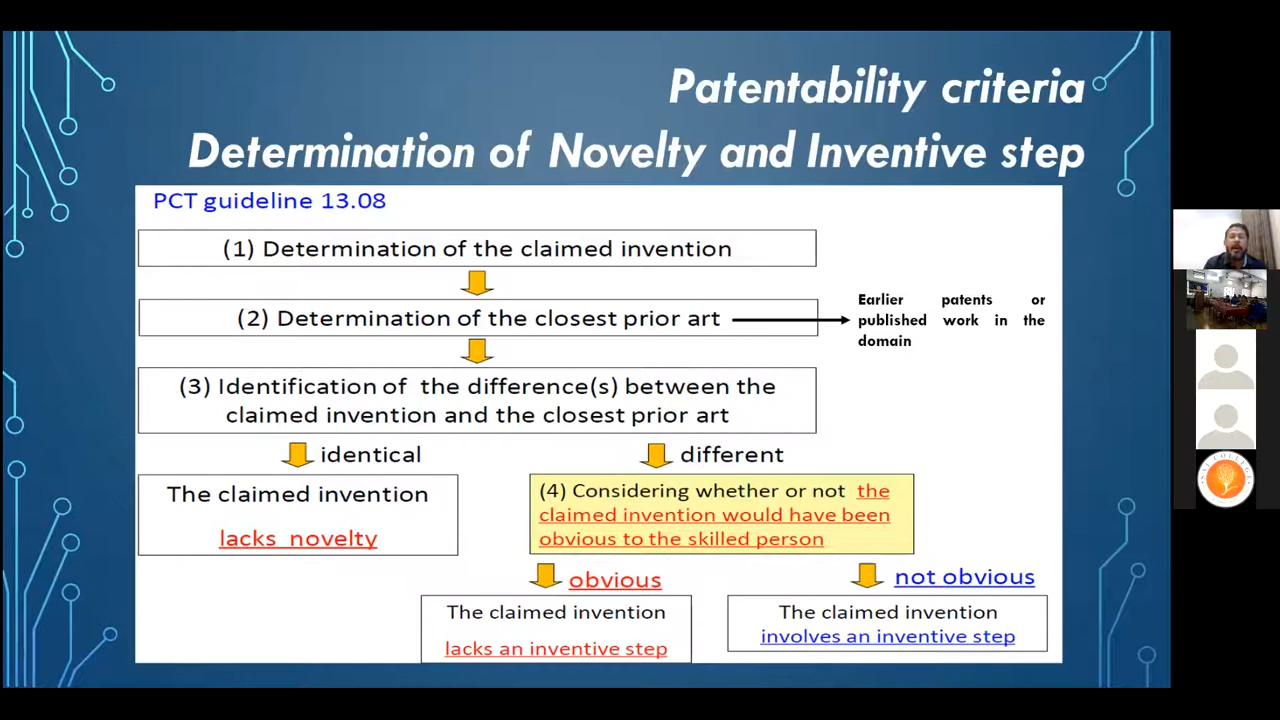 Patentability criteria
Determination of Novelty and Inventive step
PCT guideline 13.08
(1) Determination of the claimed invention
(2) Determination of the closest prior art
Earlier patents or
published work in the
domain
(3) Identification of the difference(s) between the
claimed invention and the closest prior art
identical
different
The claimed invention
lacks novelty
(4) Considering whether or not the
claimed invention would have been
obvious to the skilled person
obvious
not obvious
The claimed invention
lacks an inventive step
The claimed invention
involves an inventive step